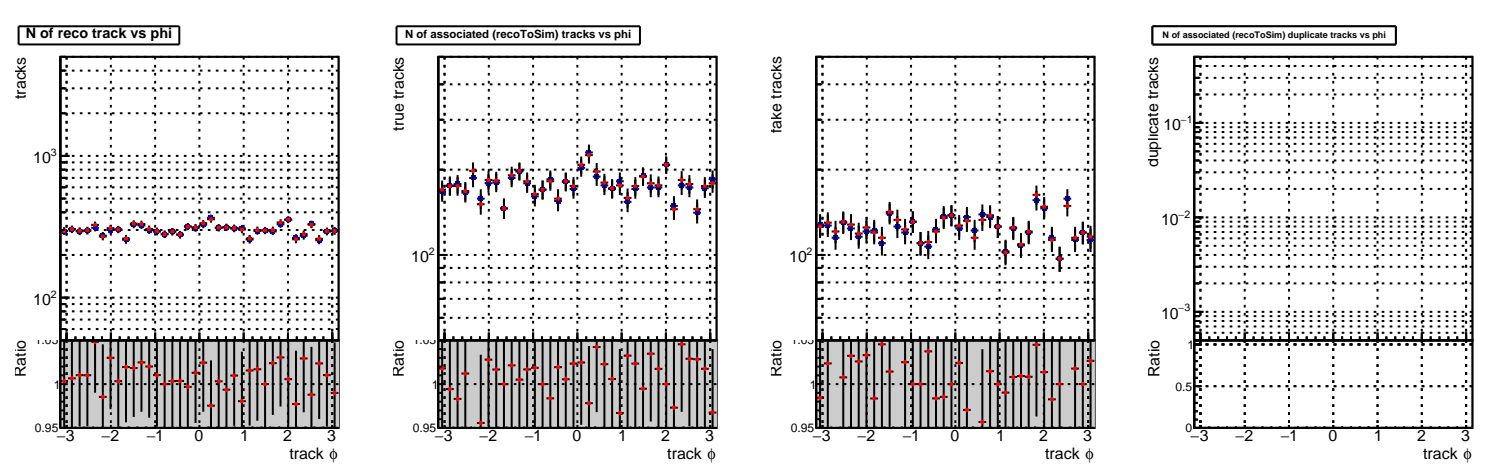 N of reco track vs phi
tracks
10³
10²
Ratio
1
0.95
−3 −2 −1 0 1 2 3
track ϕ
N of associated (recoToSim) tracks vs phi
true tracks
10²
Ratio
1
0.95
−3 −2 −1 0 1 2 3
track ϕ
fake tracks
10²
Ratio
1
0.95
−3 −2 −1 0 1 2 3
track ϕ
N of associated (recoToSim) duplicate tracks vs phi
duplicate tracks
10⁻¹
10⁻²
10⁻³
Ratio
1
0.5
0
−3 −2 −1 0 1 2 3
track ϕ